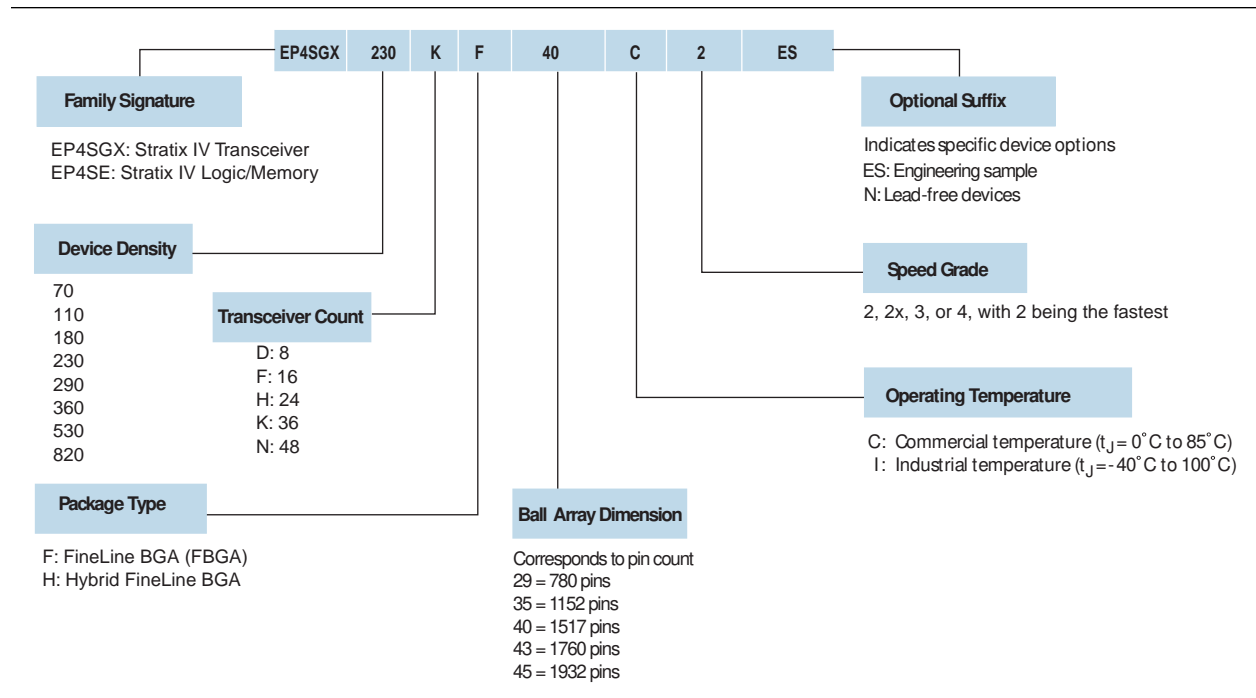 EP4SGX 230 K F 40 C 2 ES
Family Signature
EP4SGX: Stratix IV Transceiver
EP4SE: Stratix IV Logic/Memory
Optional Suffix
Indicates specific device options
ES: Engineering sample
N: Lead-free devices
Device Density
70
110
180
230
290
360
530
820
Transceiver Count
D: 8
F: 16
H: 24
K: 36
N: 48
Speed Grade
2, 2x, 3, or 4, with 2 being the fastest
Operating Temperature
C: Commercial temperature (tJ = 0°C to 85°C)
I: Industrial temperature (tJ = -40°C to 100°C)
Package Type
F: FineLine BGA (FBGA)
H: Hybrid FineLine BGA
Ball Array Dimension
Corresponds to pin count
29 = 780 pins
35 = 1152 pins
40 = 1517 pins
43 = 1760 pins
45 = 1932 pins